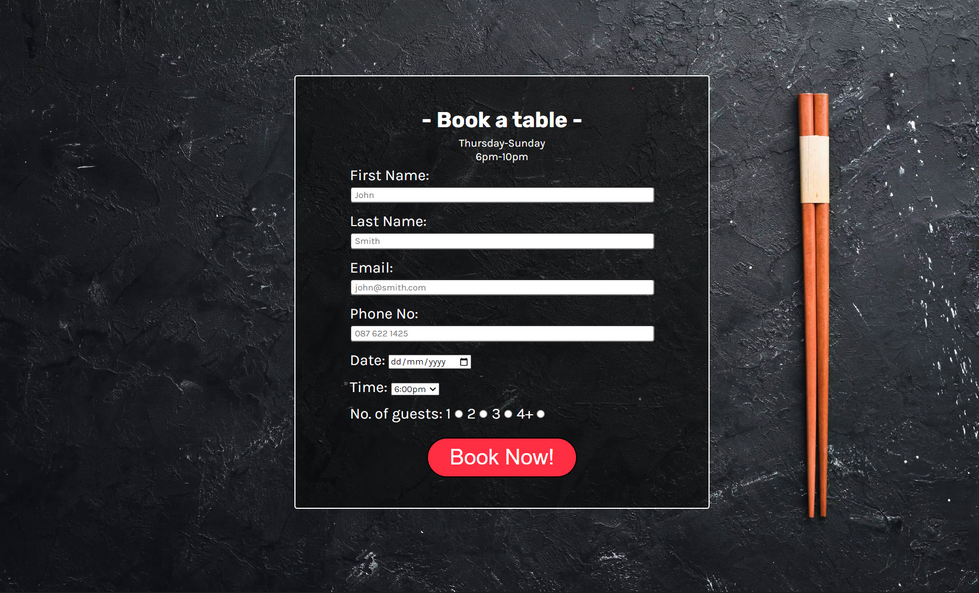 - Book a table -
Thursday-Sunday
6pm-10pm
First Name:
John
Last Name:
Smith
Email:
john@smith.com
Phone No:
087 622 1425
Date: dd/mm/yyyy
Time: 6:00pm
No. of guests: 1 2 3 4+
Book Now!